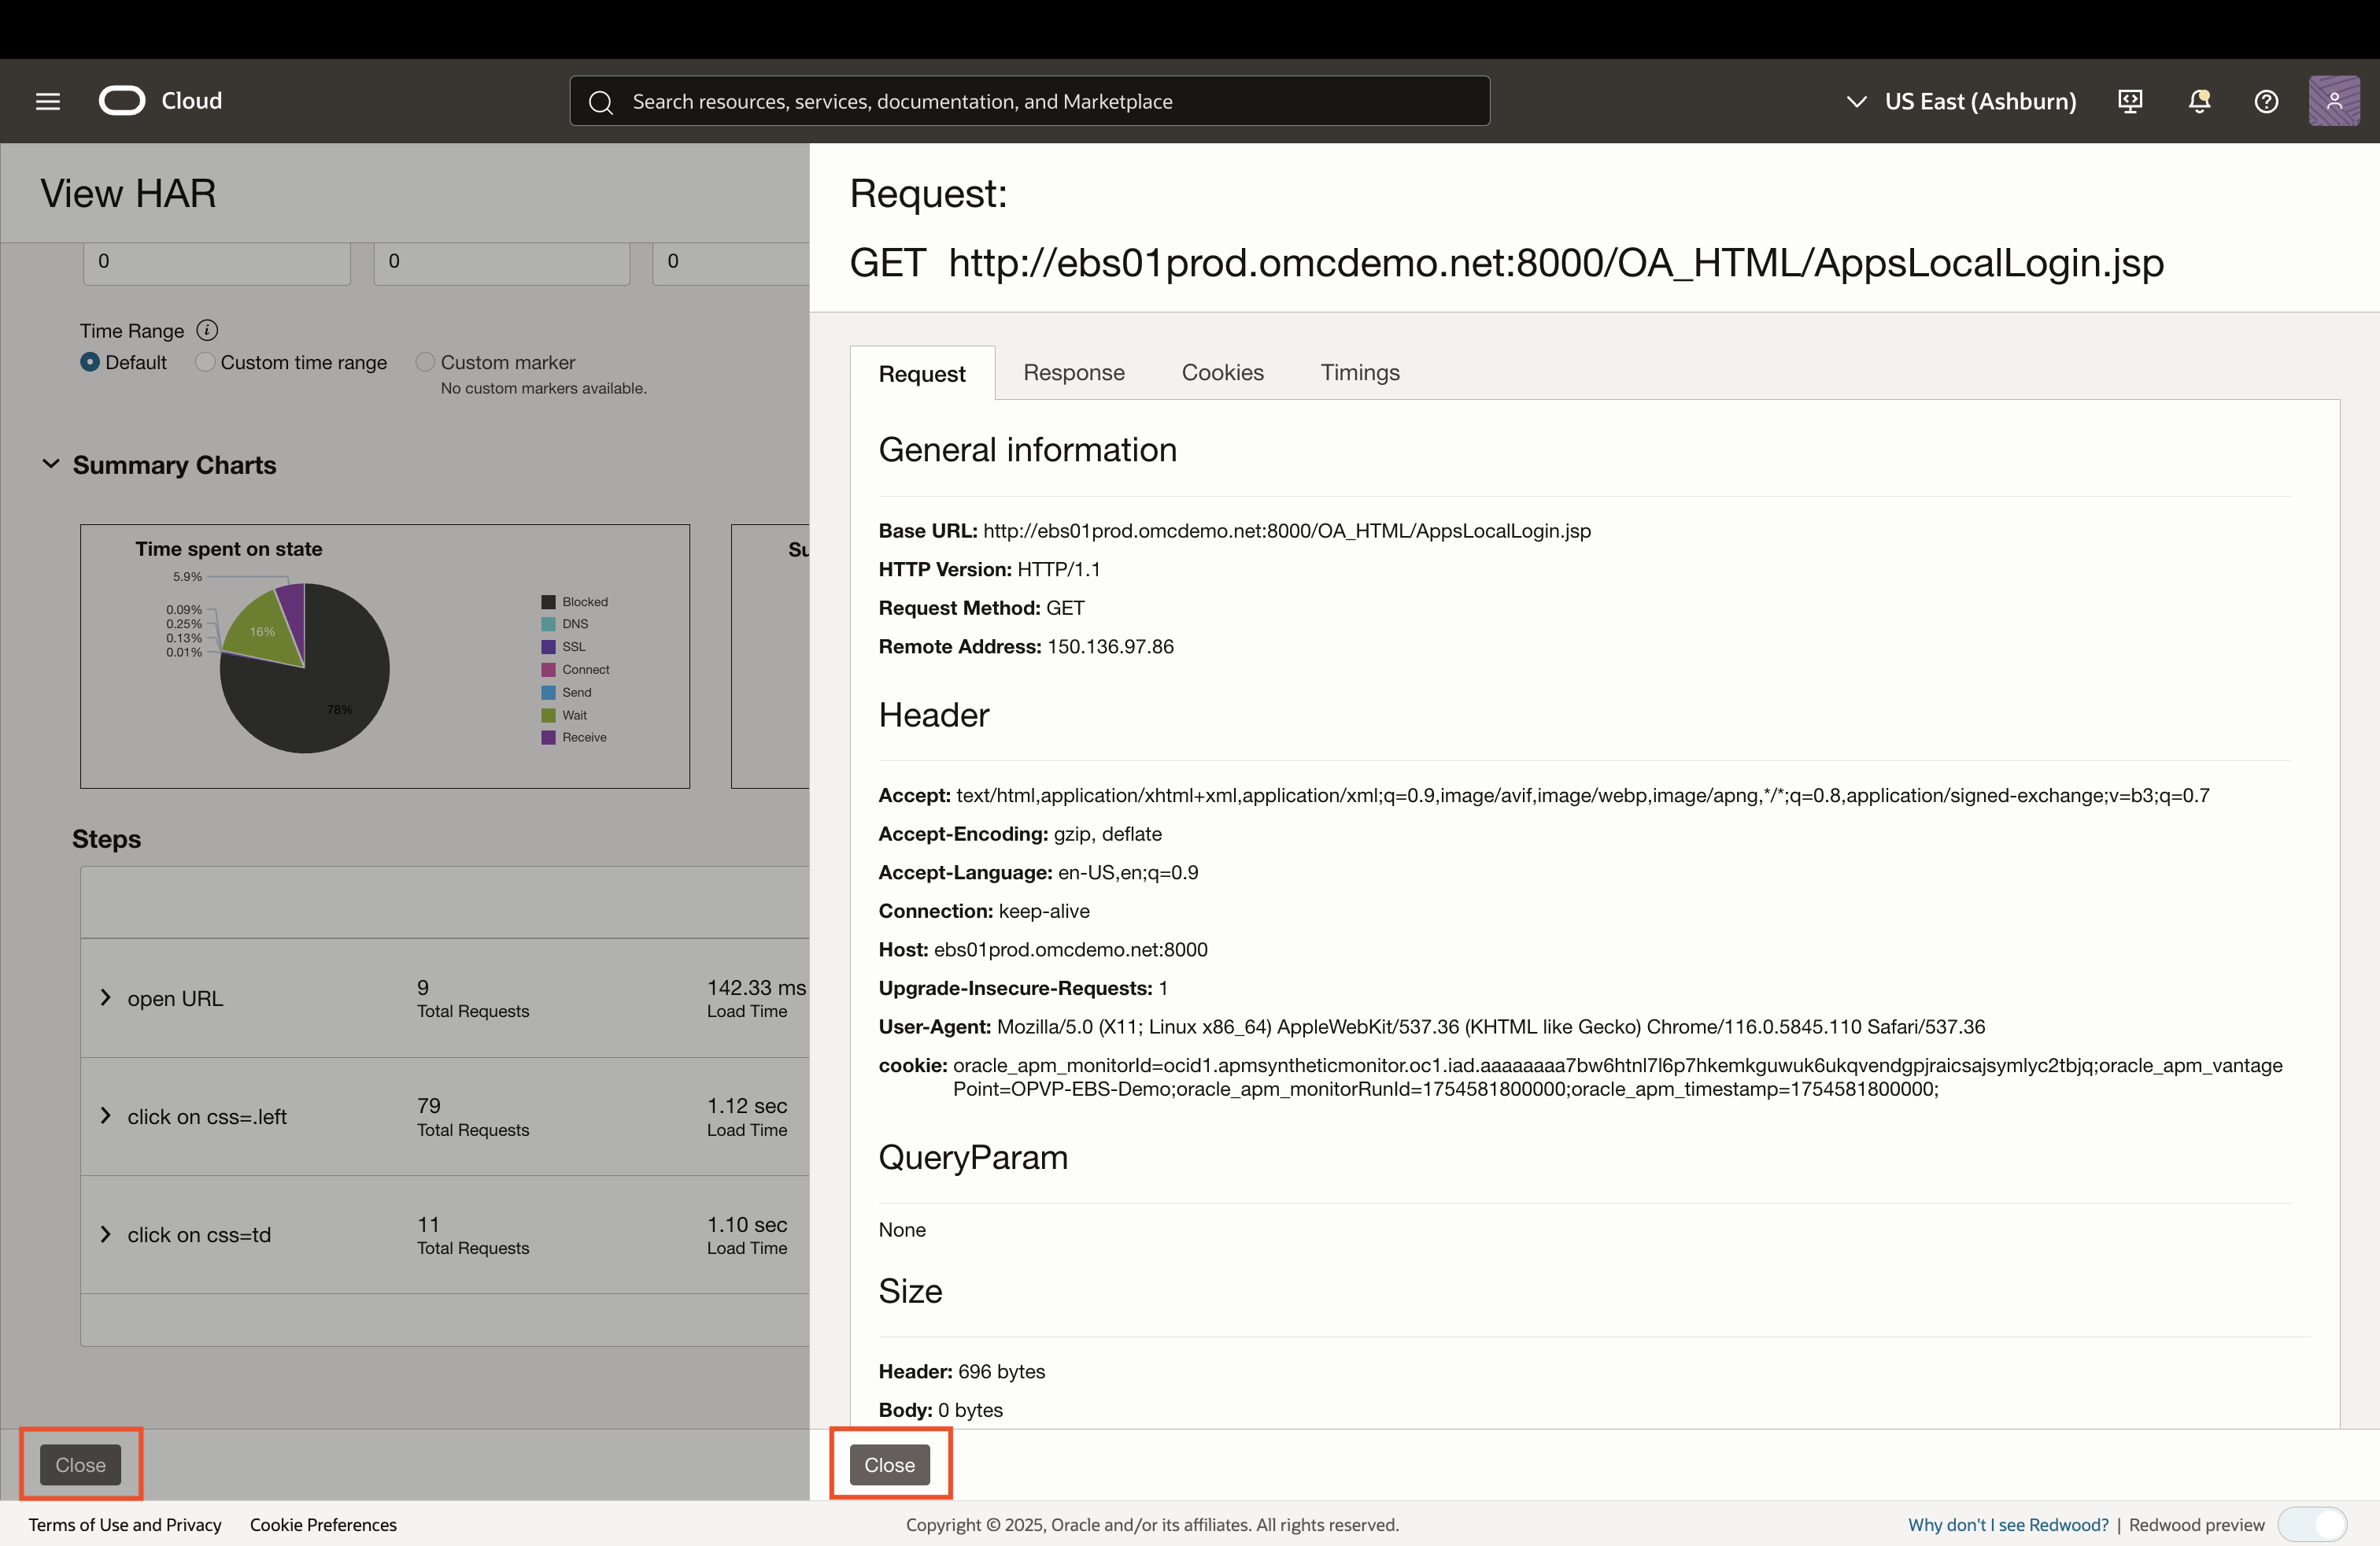 Cloud
Search resources, services, documentation, and Marketplace
US East (Ashburn)
View HAR
0
0
0
Time Range
Default
Custom time range
Custom marker
No custom markers available.
Summary Charts
Time spent on state
5.9%
0.09%
0.25%
0.13%
0.01%
16%
78%
Blocked
DNS
SSL
Connect
Send
Wait
Receive
Su
Steps
open URL
9
Total Requests
142.33 ms
Load Time
click on css=.left
79
Total Requests
1.12 sec
Load Time
click on css=td
11
Total Requests
1.10 sec
Load Time
Close
Request:
GET http://ebs01prod.omcdemo.net:8000/OA_HTML/AppsLocalLogin.jsp
Request
Response
Cookies
Timings
General information
Base URL: http://ebs01prod.omcdemo.net:8000/OA_HTML/AppsLocalLogin.jsp
HTTP Version: HTTP/1.1
Request Method: GET
Remote Address: 150.136.97.86
Header
Accept: text/html,application/xhtml+xml,application/xml;q=0.9,image/avif,image/webp,image/apng,*/*;q=0.8,application/signed-exchange;v=b3;q=0.7
Accept-Encoding: gzip, deflate
Accept-Language: en-US,en;q=0.9
Connection: keep-alive
Host: ebs01prod.omcdemo.net:8000
Upgrade-Insecure-Requests: 1
User-Agent: Mozilla/5.0 (X11; Linux x86_64) AppleWebKit/537.36 (KHTML like Gecko) Chrome/116.0.5845.110 Safari/537.36
cookie: oracle_apm_monitorId=ocid1.apmsyntheticmonitor.oc1.iad.aaaaaaaa7bw6htnl7l6p7hkemkguwuk6ukqvendgpjraicsajsymlyc2tbjq;oracle_apm_vantage
Point=OPVP-EBS-Demo;oracle_apm_monitorRunId=1754581800000;oracle_apm_timestamp=1754581800000;
QueryParam
None
Size
Header: 696 bytes
Body: 0 bytes
Close
Terms of Use and Privacy
Cookie Preferences
Copyright © 2025, Oracle and/or its affiliates. All rights reserved.
Why don't I see Redwood? | Redwood preview